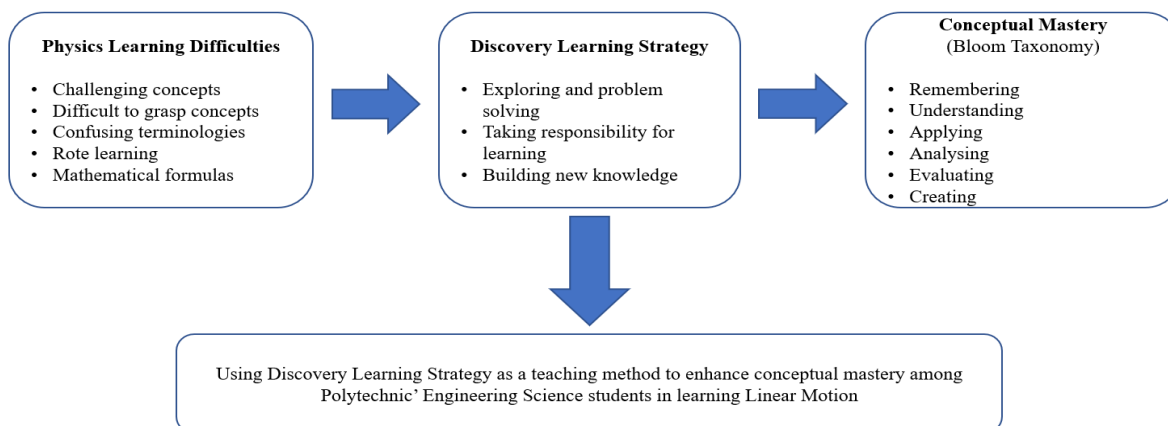 Physics Learning Difficulties
• Challenging concepts
• Difficult to grasp concepts
• Confusing terminologies
• Rote learning
• Mathematical formulas
Discovery Learning Strategy
• Exploring and problem
solving
• Taking responsibility for
learning
• Building new knowledge
Conceptual Mastery
(Bloom Taxonomy)
• Remembering
• Understanding
• Applying
• Analysing
• Evaluating
• Creating
Using Discovery Learning Strategy as a teaching method to enhance conceptual mastery among
Polytechnic’ Engineering Science students in learning Linear Motion